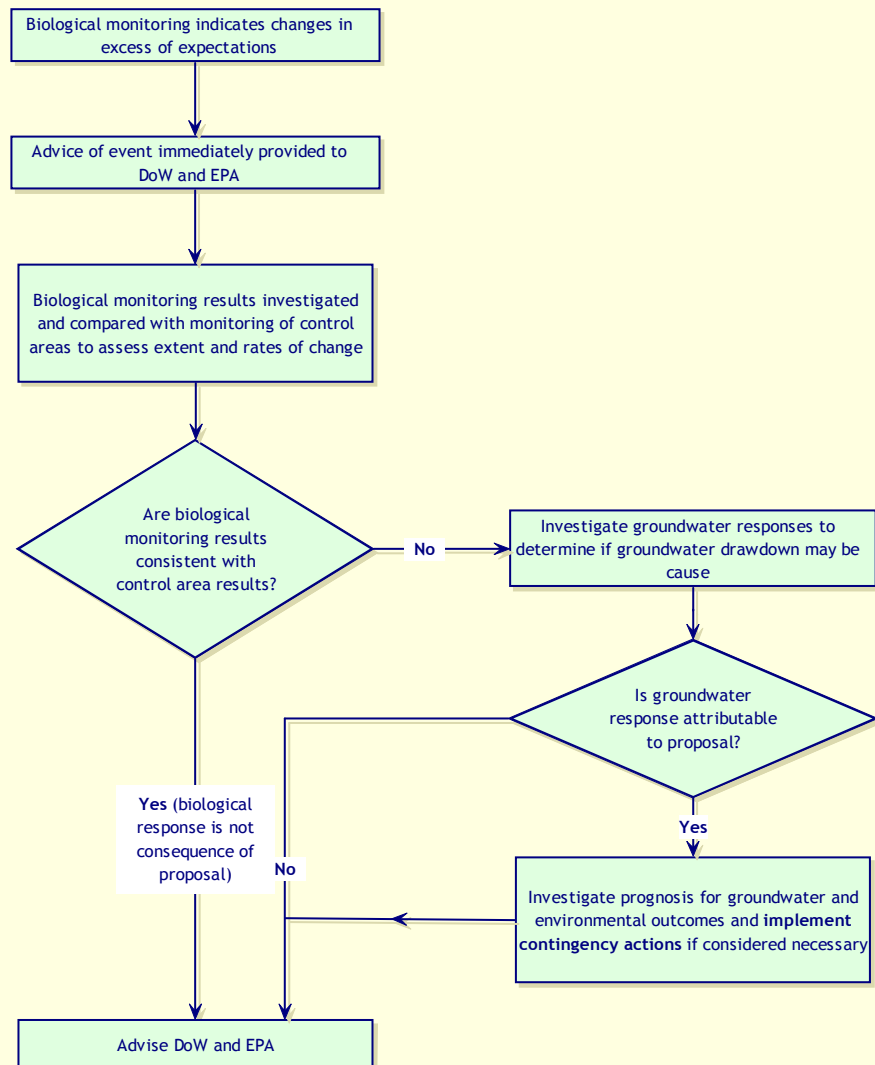 Biological monitoring indicates changes in
excess of expectations
Advice of event immediately provided to
DoW and EPA
Biological monitoring results investigated
and compared with monitoring of control
areas to assess extent and rates of change
Are biological
monitoring results
consistent with
control area results?
No
Investigate groundwater responses to
determine if groundwater drawdown may be
cause
Is groundwater
response attributable
to proposal?
Yes (biological
response is not
consequence of
proposal)
No
Yes
Investigate prognosis for groundwater and
environmental outcomes and implement
contingency actions if considered necessary
Advise DoW and EPA